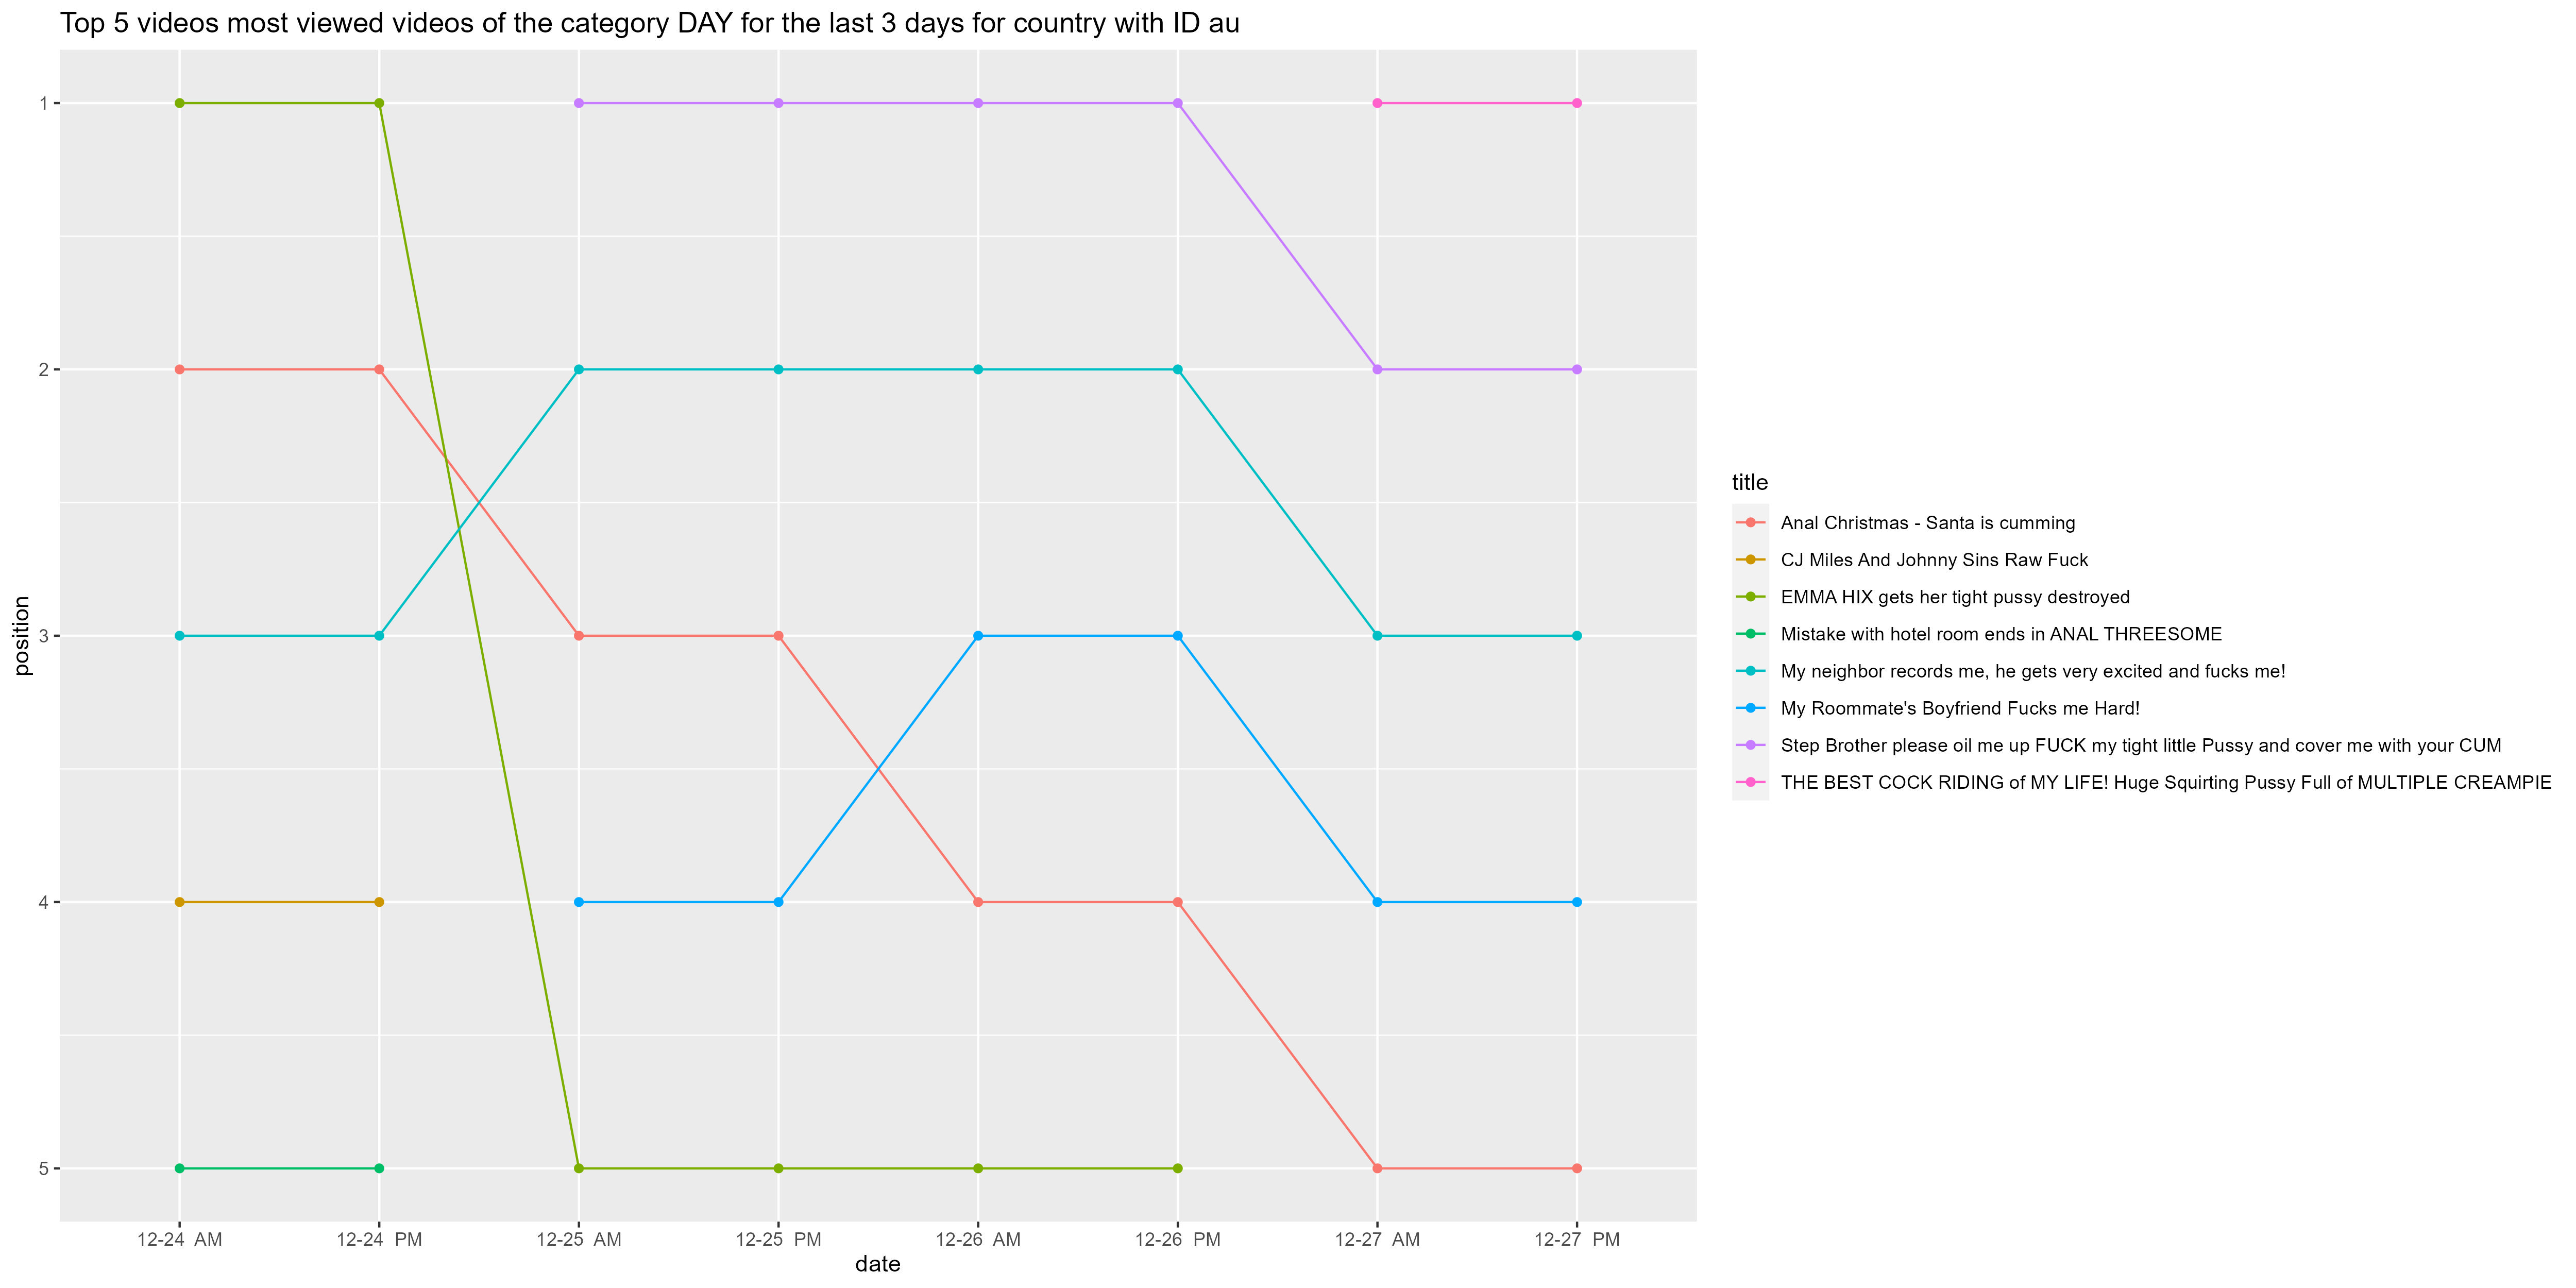 Top 5 videos most viewed videos of the category DAY for the last 3 days for country with ID au
position
1
2
3
4
5
12-24 AM
12-24 PM
12-25 AM
12-25 PM
12-26 AM
12-26 PM
12-27 AM
12-27 PM
date
title
Anal Christmas - Santa is cumming
CJ Miles And Johnny Sins Raw Fuck
EMMA HIX gets her tight pussy destroyed
Mistake with hotel room ends in ANAL THREESOME
My neighbor records me, he gets very excited and fucks me!
My Roommate's Boyfriend Fucks me Hard!
Step Brother please oil me up FUCK my tight little Pussy and cover me with your CUM
THE BEST COCK RIDING of MY LIFE! Huge Squirting Pussy Full of MULTIPLE CREAMPIE